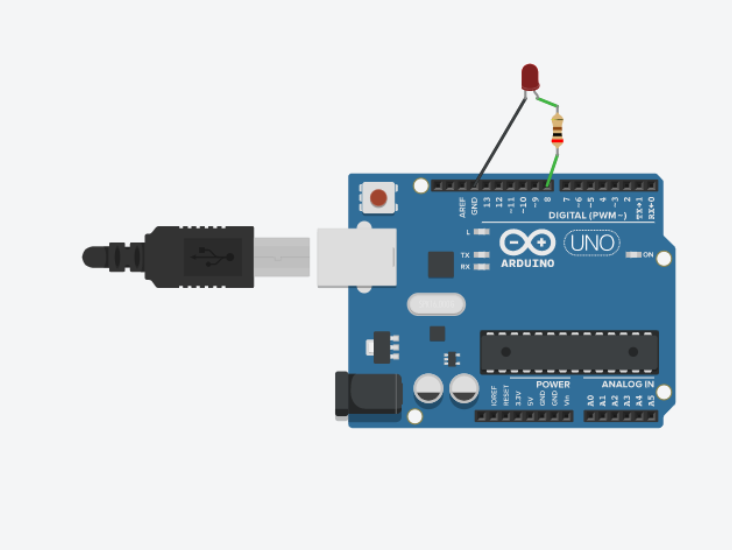 AREF
GND
13
12
~11
~10
~9
8
7
~6
~5
4
~3
2
TX→1
RX←0
DIGITAL (PWM~)
L
TX
RX
UNO
ARDUINO
ON
POWER
ANALOG IN
IOREF
RESET
3.3V
5V
GND
GND
Vin
A0
A1
A2
A3
A4
A5